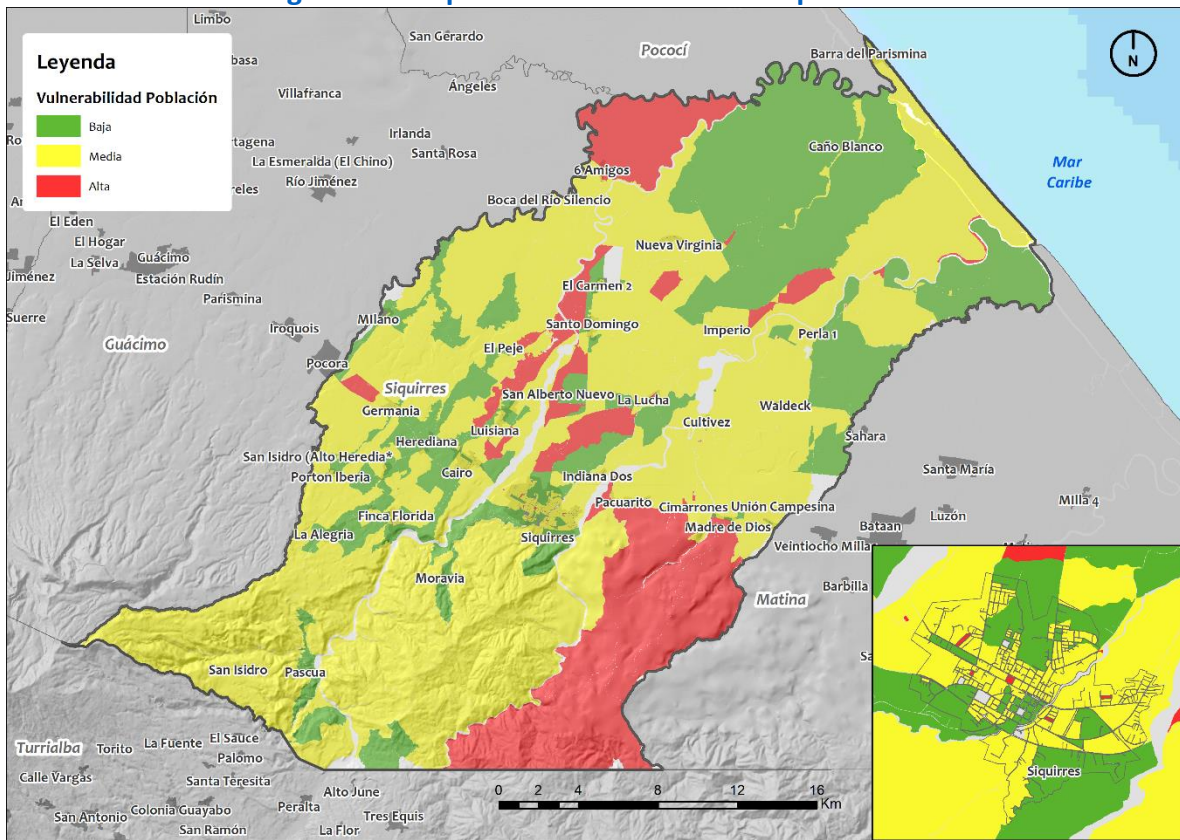 Limbo
San Gerardo
Pococí
Barra del Parismina
N
Leyenda
Vulnerabilidad Población
Baja
Media
Alta
Villafranca
Ángeles
Irlanda
Santa Rosa
La Esmeralda (El Chino)
Río Jiménez
Caño Blanco
Mar
Caribe
6 Amigos
Boca del Río Silencio
El Eden
El Hogar
La Selva
Guácimo
Estación Rudín
Jiménez
Parismina
Suerre
Iroquois
Guácimo
Nueva Virginia
El Carmen 2
Milano
Santo Domingo
Imperio
Perla 1
El Peje
Pocora
Siquirres
San Alberto Nuevo
La Lucha
Waldeck
Germania
Luisiana
Cultivez
Herediana
Sahara
San Isidro (Alto Heredia*
Porton Iberia
Cairo
Indiana Dos
Santa María
Milla 4
Pacuarito
Cimarrones
Unión Campesina
Luzón
Finca Florida
Madre de Dios
Bataan
La Alegria
Siquirres
Veintiocho Millas
Moravia
Barbilla
Matina
San Isidro
Pascua
Siquirres
Turrialba
Torito
La Fuente
El Sauce
Palomo
Calle Vargas
Santa Teresita
Alto June
Peralta
San Antonio
Colonia Guayabo
Tres Equis
San Ramón
La Flor
0 2 4 8 12 16
Km